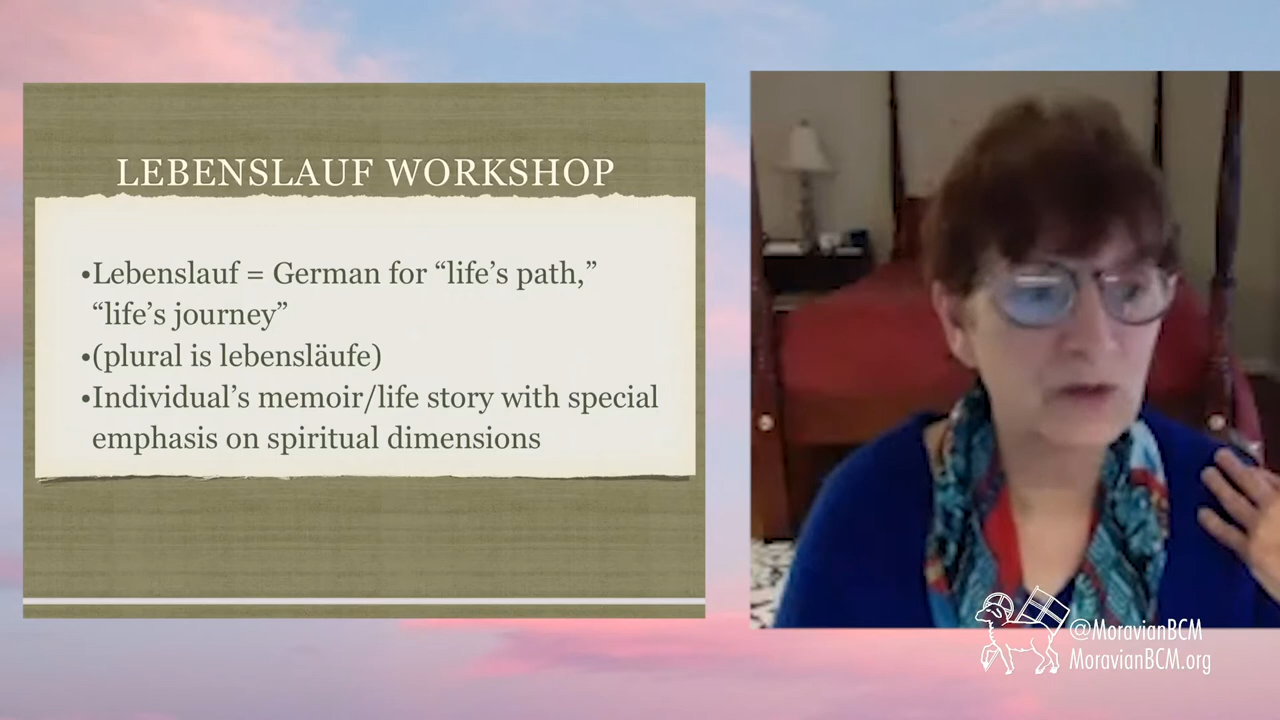 LEBENSLAUF WORKSHOP
•Lebenslauf = German for “life’s path,”
“life’s journey”
•(plural is lebensläufe)
•Individual’s memoir/life story with special
emphasis on spiritual dimensions
@MoravianBCM
MoravianBCM.org